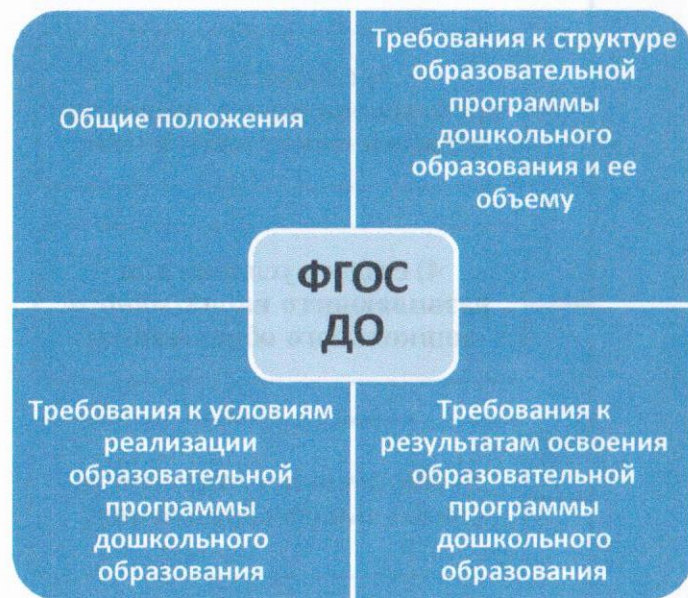 Общие положения
Требования к структуре
образовательной
программы
дошкольного
образования и ее
объему
ФГОС
ДО
Требования к условиям
реализации
образовательной
программы
дошкольного
образования
Требования к
результатам освоения
образовательной
программы
дошкольного
образования